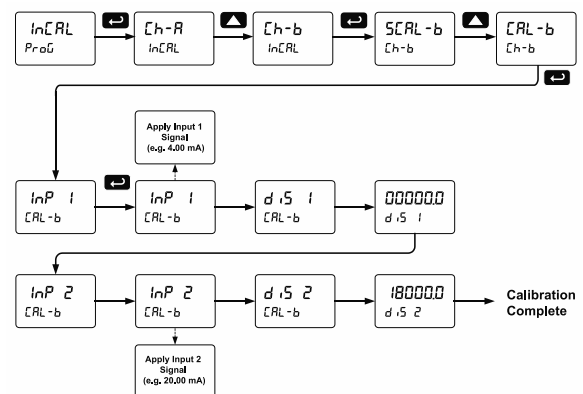 InCAL
ProG
Ch-A
InCAL
Ch-b
InCAL
SCAL-b
Ch-b
CAL-b
Ch-b
Apply Input 1
Signal
(e.g. 4.00 mA)
InP 1
CAL-b
InP 1
CAL-b
diS 1
CAL-b
00000.0
diS 1
InP 2
CAL-b
InP 2
CAL-b
diS 2
CAL-b
18000.0
diS 2
Calibration
Complete
Apply Input 2
Signal
(e.g. 20.00 mA)